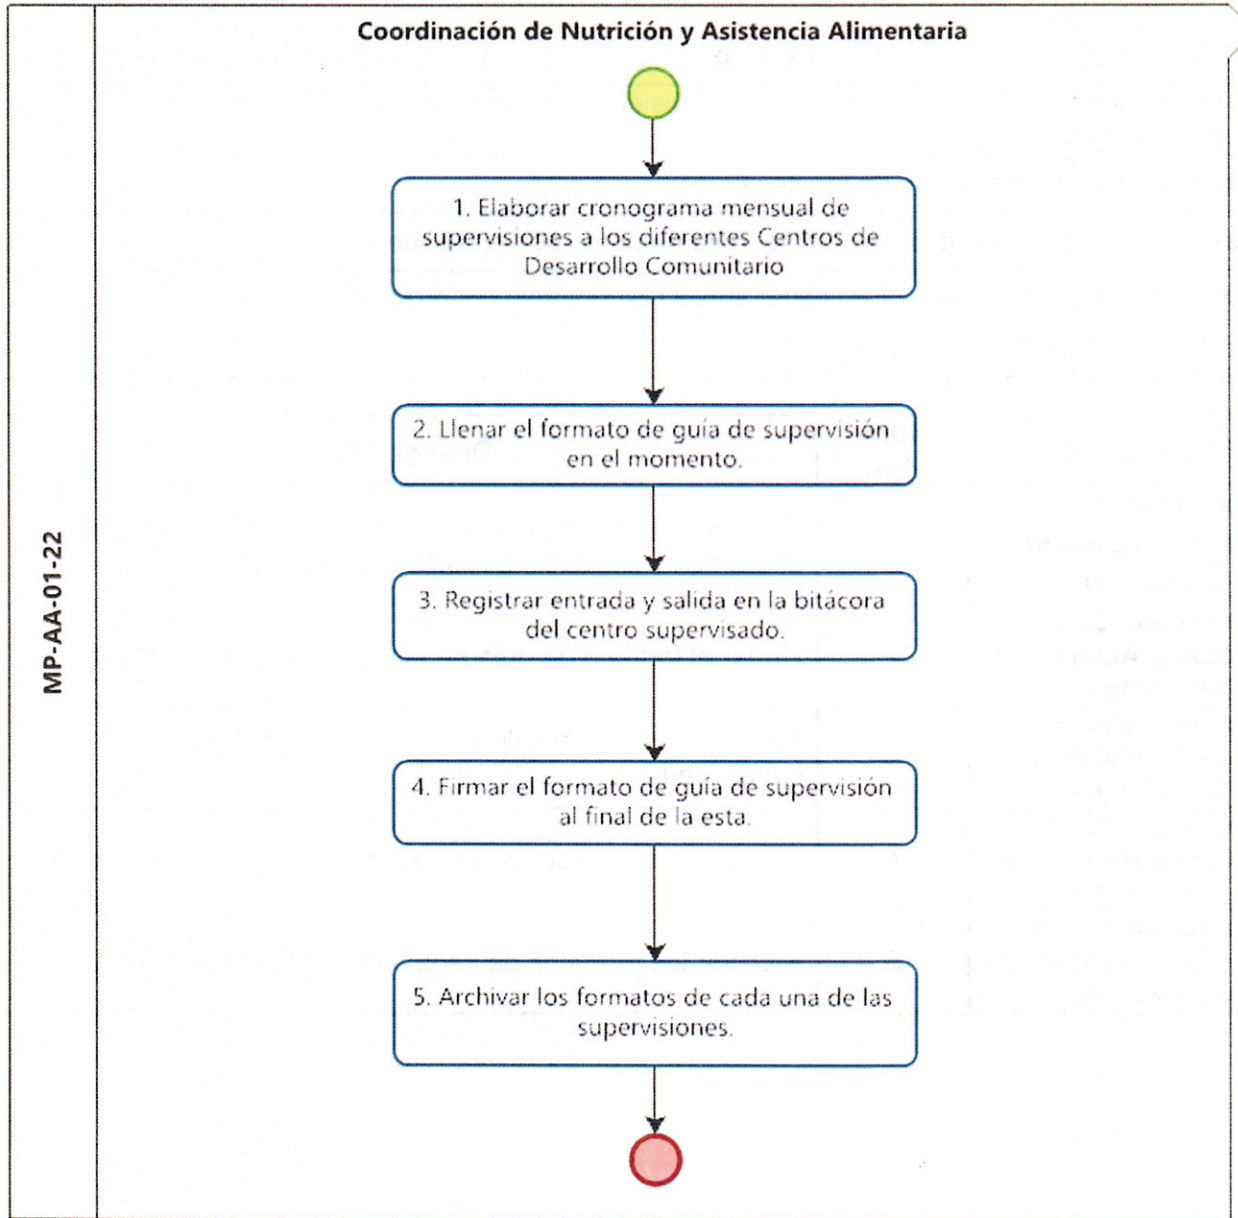 Coordinación de Nutrición y Asistencia Alimentaria
MP-AA-01-22
1. Elaborar cronograma mensual de
supervisiones a los diferentes Centros de
Desarrollo Comunitario
2. Llenar el formato de guía de supervisión
en el momento.
3. Registrar entrada y salida en la bitácora
del centro supervisado.
4. Firmar el formato de guía de supervisión
al final de la esta.
5. Archivar los formatos de cada una de las
supervisiones.